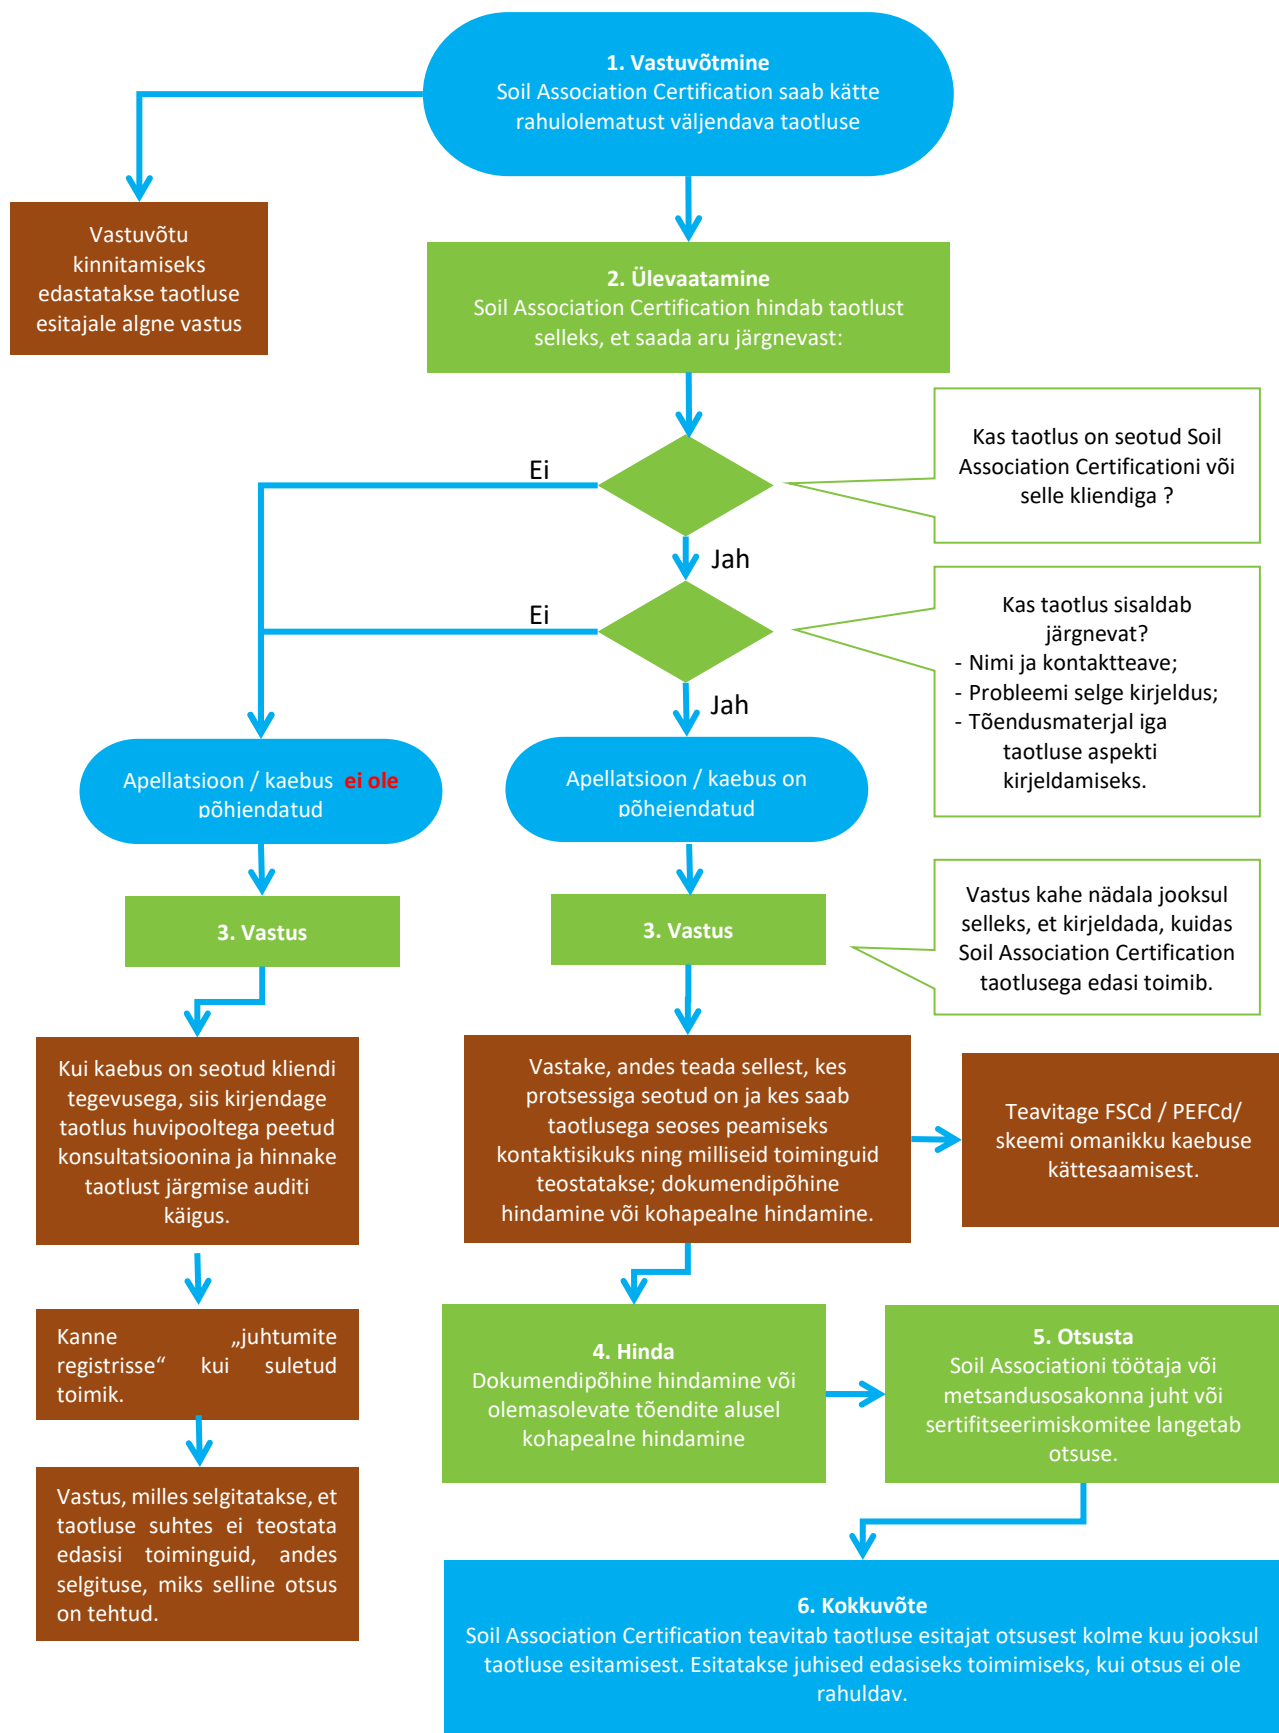 1. Vastuvõtmine
Soil Association Certification saab kätte
rahulolematust väljendava taotluse
Vastuvõtu
kinnitamiseks
edastatakse taotluse
esitajale algne vastus
2. Ülevaatamine
Soil Association Certification hindab taotlust
selleks, et saada aru järgnevast:
Kas taotlus on seotud Soil
Association Certificationi või
selle kliendiga ?
Ei
Jah
Kas taotlus sisaldab
järgnevat?
- Nimi ja kontaktteave;
- Probleemi selge kirjeldus;
- Tõendusmaterjal iga
taotluse aspekti
kirjeldamiseks.
Ei
Jah
Apellatsioon / kaebus ei ole
põhjendatud
Apellatsioon / kaebus on
põhejendatud
Vastus kahe nädala jooksul
selleks, et kirjeldada, kuidas
Soil Association Certification
taotlusega edasi toimib.
3. Vastus
3. Vastus
Kui kaebus on seotud kliendi
tegevusega, siis kirjendage
taotlus huvipooltega peetud
konsultatsioonina ja hinnake
taotlust järgmise auditi
käigus.
Vastake, andes teada sellest, kes
protsessiga seotud on ja kes saab
taotlusega seoses peamiseks
kontaktisikuks ning milliseid toiminguid
teostatakse; dokumendipõhine
hindamine või kohapealne hindamine.
Teavitage FSCd / PEFCd/
skeemi omanikku kaebuse
kättesaamisest.
Kanne „juhtumite
registrisse“ kui suletud
toimik.
4. Hinda
Dokumendipõhine hindamine või
olemasolevate tõendite alusel
kohapealne hindamine
5. Otsusta
Soil Associationi töötaja või
metsandusosakonna juht või
sertifitseerimiskomitee langetab
otsuse.
Vastus, milles selgitatakse, et
taotluse suhtes ei teostata
edasisi toiminguid, andes
selgituse, miks selline otsus
on tehtud.
6. Kokkuvõte
Soil Association Certification teavitab taotluse esitajat otsusest kolme kuu jooksul
taotluse esitamisest. Esitatakse juhised edasiseks toimimiseks, kui otsus ei ole
rahuldav.